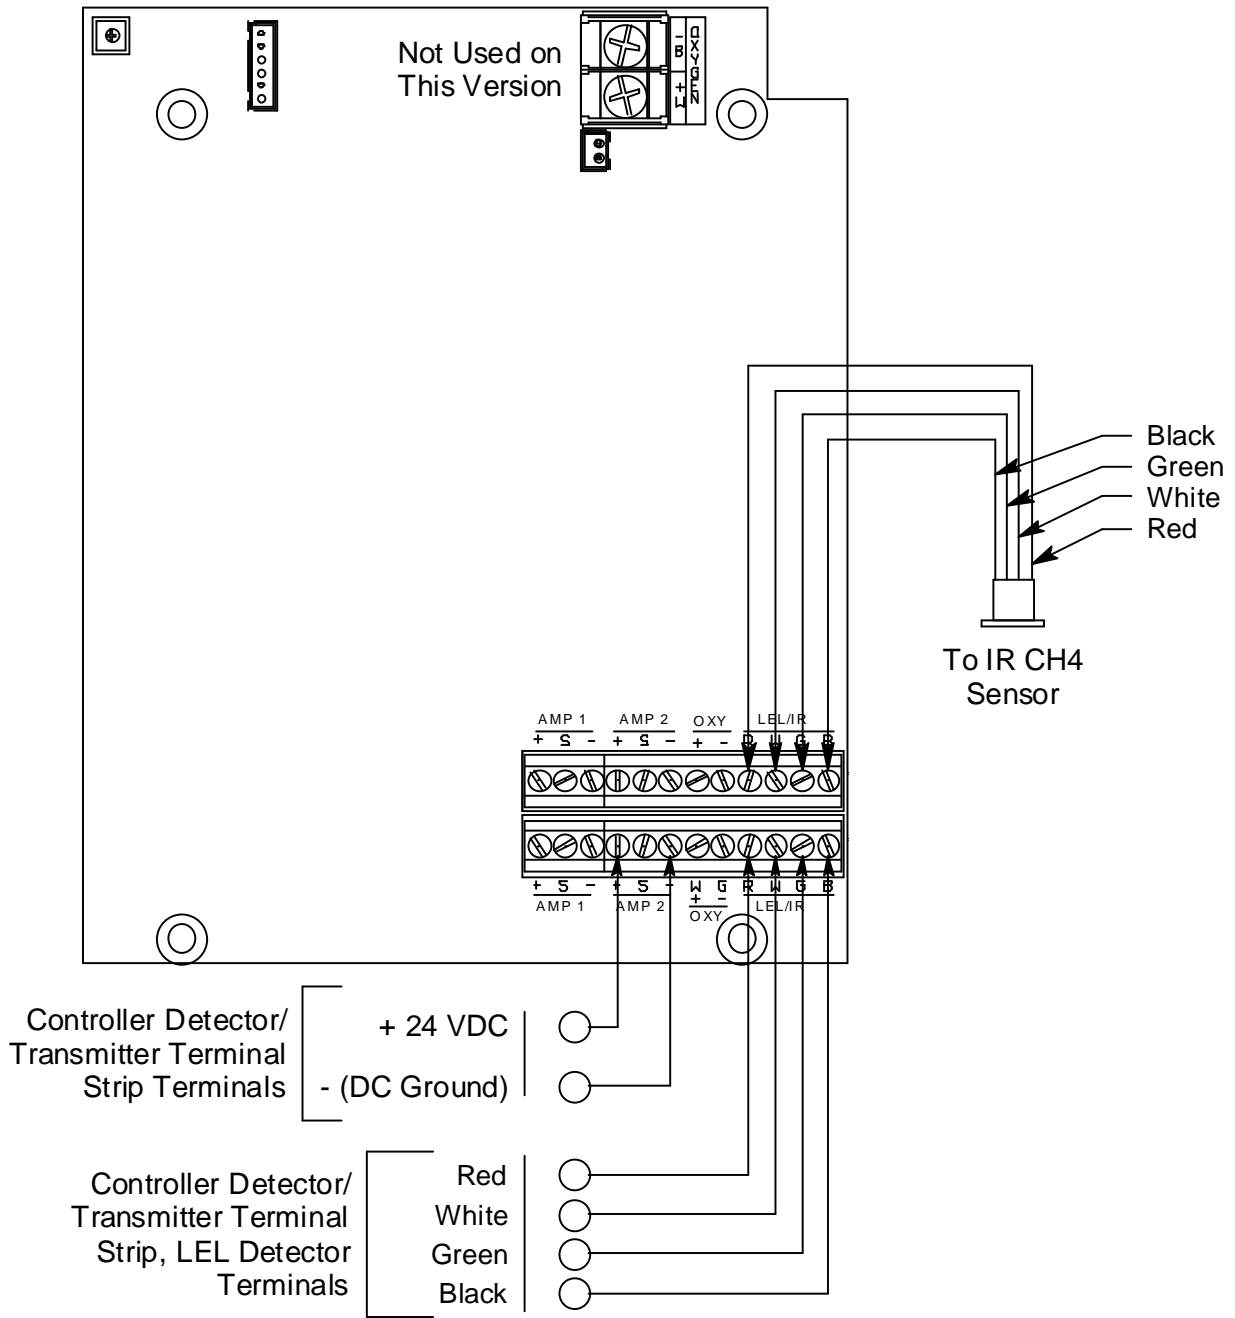 Not Used on
This Version
- B
+ W
OXYGEN
Black
Green
White
Red
To IR CH4
Sensor
AMP 1 AMP 2 OXY LEL/IR
+ S - + S - + - R W G B
+ S - + S - W G R W G B
+ -
AMP 1 AMP 2 OXY LEL/IR
Controller Detector/
Transmitter Terminal
Strip Terminals
+ 24 VDC
- (DC Ground)
Controller Detector/
Transmitter Terminal
Strip, LEL Detector
Terminals
Red
White
Green
Black